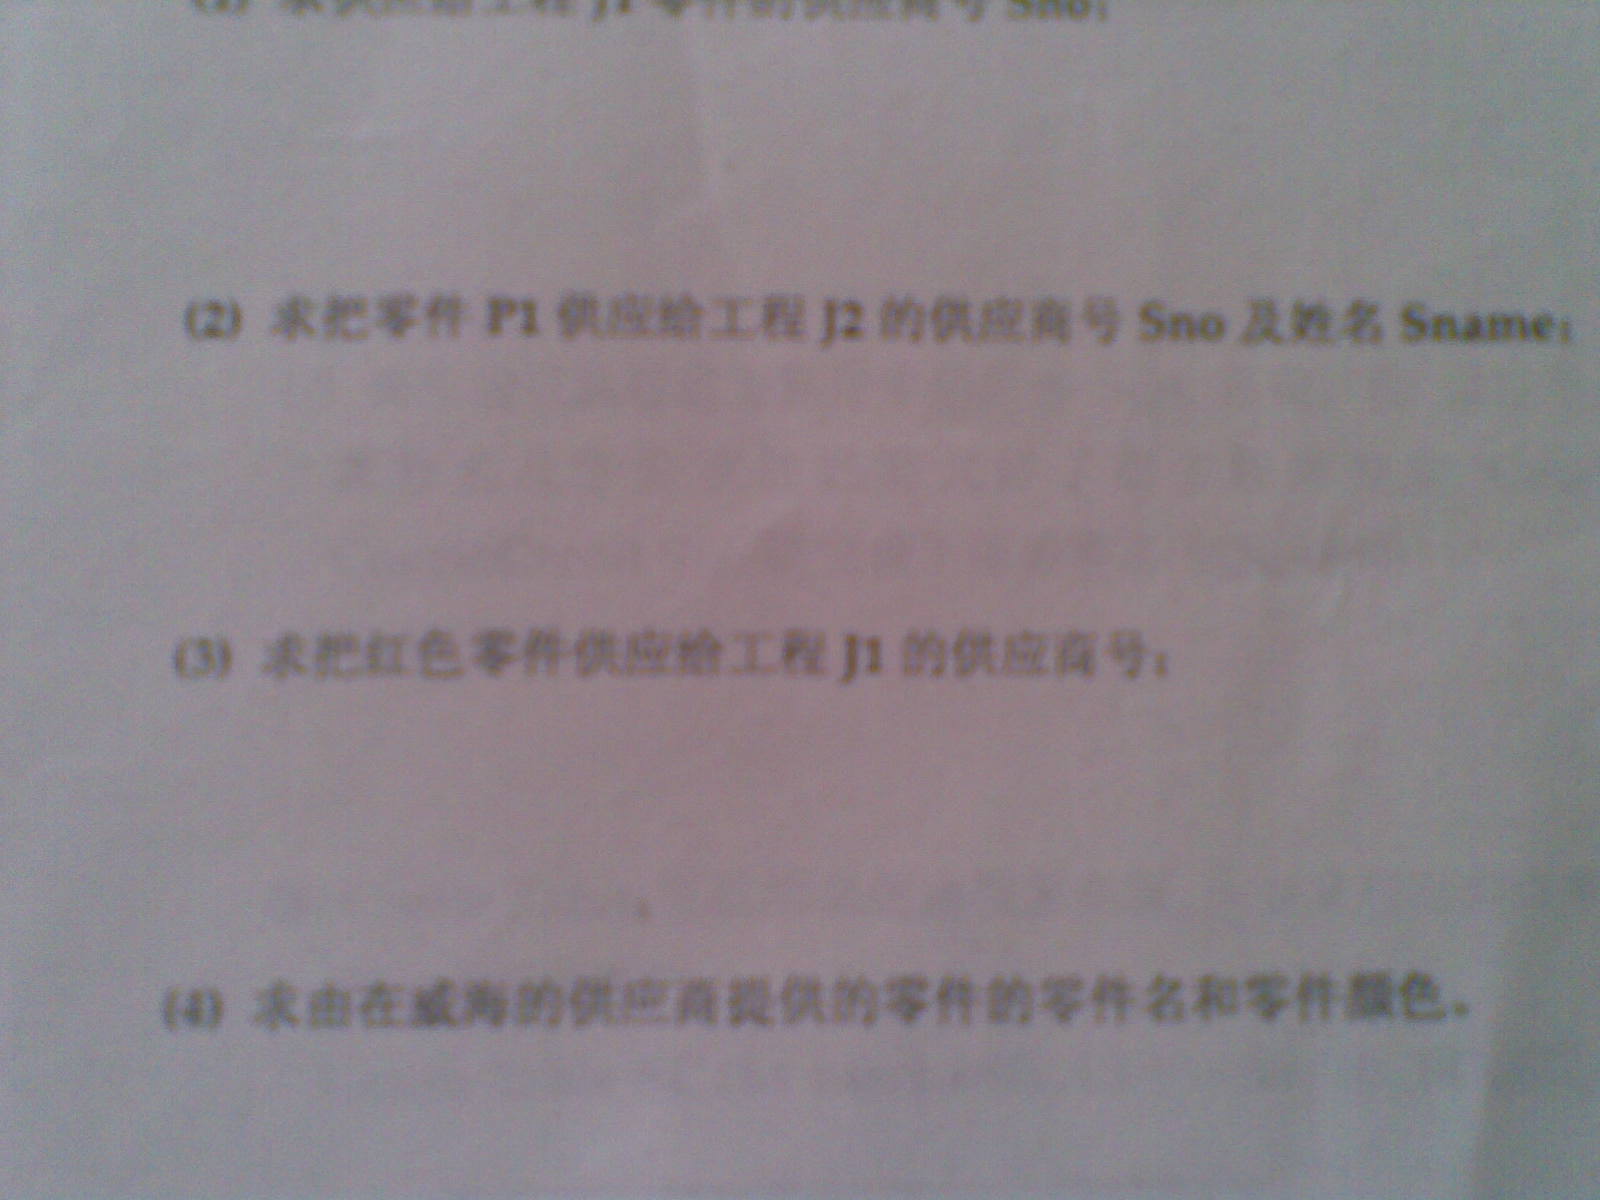 (1) 求供应给工程 J1 零件的供应商号 Sno;
(2) 求把零件 P1 供应给工程 J2 的供应商号 Sno 及姓名 Sname;
(3) 求把红色零件供应给工程 J1 的供应商号;
(4) 求由在威海的供应商提供的零件的零件名和零件颜色.